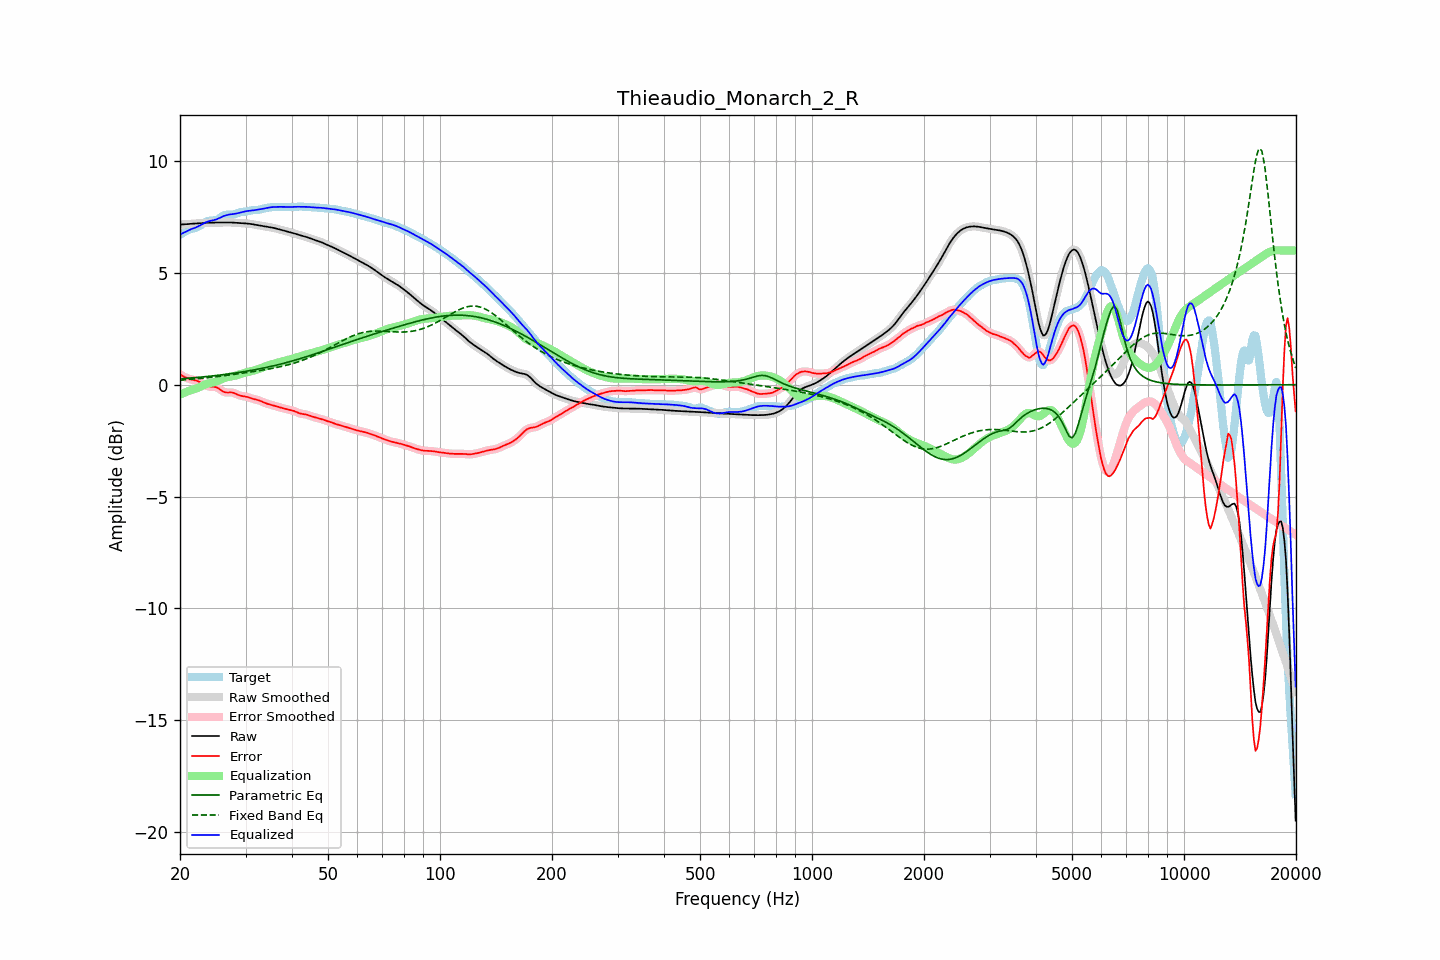 Thieaudio_Monarch_2_R
10
5
0
−5
−10
−15
−20
Amplitude (dBr)
Target
Raw Smoothed
Error Smoothed
Raw
Error
Equalization
Parametric Eq
Fixed Band Eq
Equalized
20 50 100 200 500 1000 2000 5000 10000 20000
Frequency (Hz)